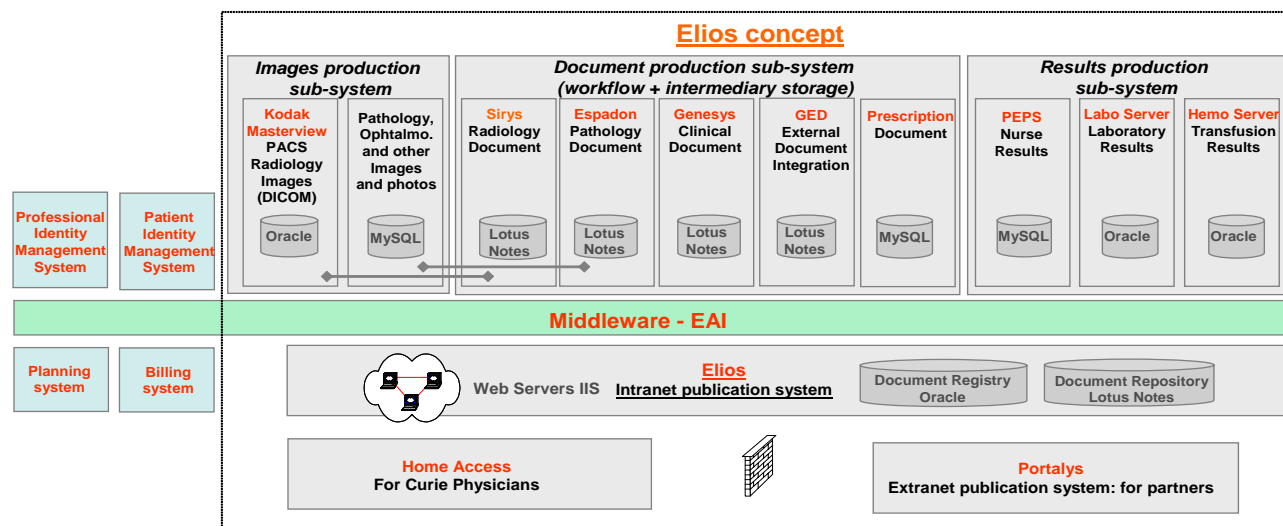 Elios concept
Images production
sub-system
Document production sub-system
(workflow + intermediary storage)
Results production
sub-system
Kodak
Masterview
PACS
Radiology
Images
(DICOM)
Oracle
Pathology,
Ophtalmo.
and other
Images
and photos
MySQL
Sirys
Radiology
Document
Lotus
Notes
Espadon
Pathology
Document
Lotus
Notes
Genesys
Clinical
Document
Lotus
Notes
GED
External
Document
Integration
Lotus
Notes
Prescription
Document
MySQL
PEPS
Nurse
Results
MySQL
Labo Server
Laboratory
Results
Oracle
Hemo Server
Transfusion
Results
Oracle
Professional
Identity
Management
System
Patient
Identity
Management
System
Middleware - EAI
Planning
system
Billing
system
Web Servers IIS
Elios
Intranet publication system
Document Registry
Oracle
Document Repository
Lotus Notes
Home Access
For Curie Physicians
Portalys
Extranet publication system: for partners